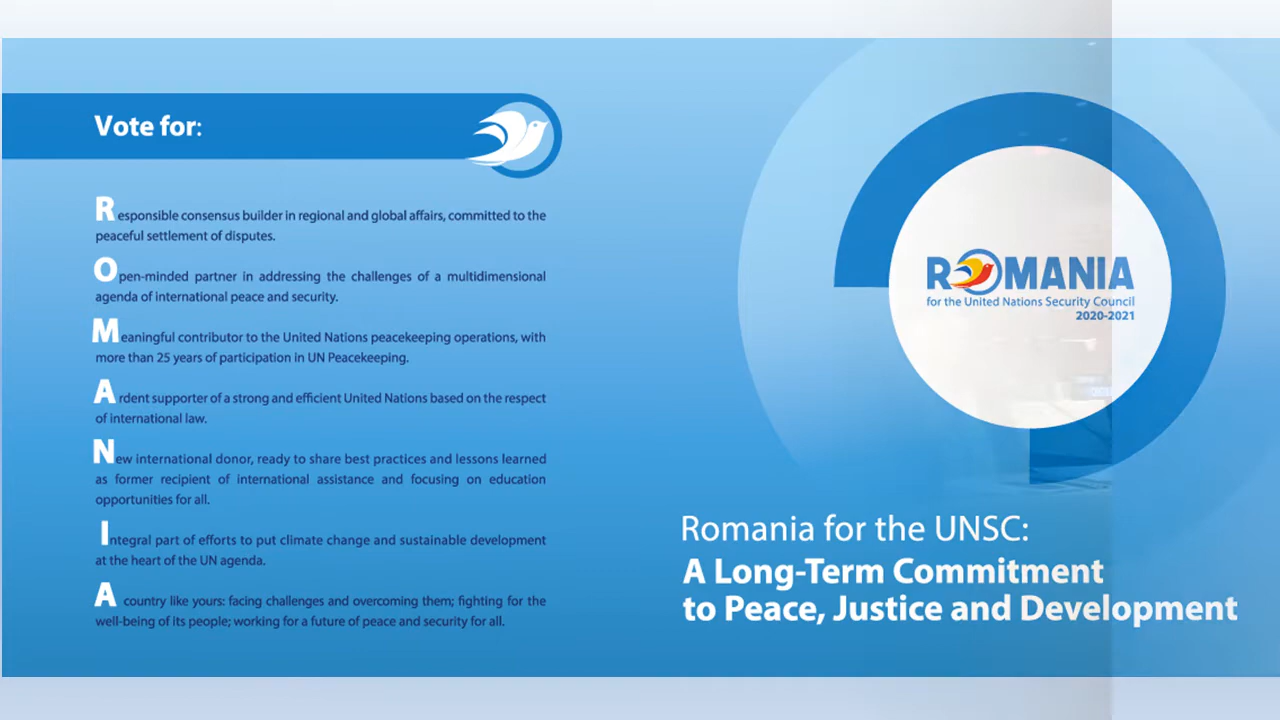 Vote for:
Responsible consensus builder in regional and global affairs, committed to the
peaceful settlement of disputes.
Open-minded partner in addressing the challenges of a multidimensional
agenda of international peace and security.
Meaningful contributor to the United Nations peacekeeping operations, with
more than 25 years of participation in UN Peacekeeping.
Ardent supporter of a strong and efficient United Nations based on the respect
of international law.
New international donor, ready to share best practices and lessons learned
as former recipient of international assistance and focusing on education
opportunities for all.
Integral part of efforts to put climate change and sustainable development
at the heart of the UN agenda.
A country like yours: facing challenges and overcoming them; fighting for the
well-being of its people; working for a future of peace and security for all.
ROMANIA
for the United Nations Security Council
2020-2021
Romania for the UNSC:
A Long-Term Commitment
to Peace, Justice and Development